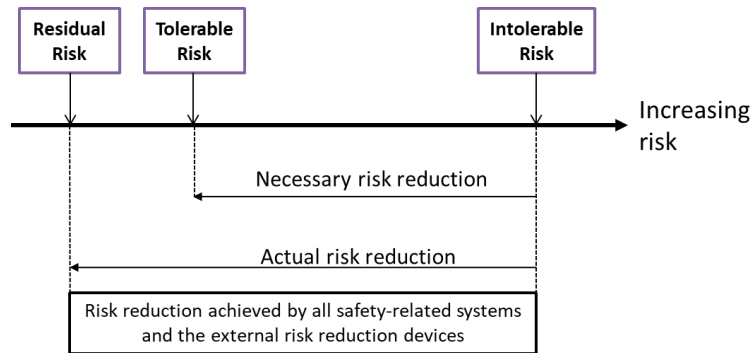 Residual
Risk
Tolerable
Risk
Intolerable
Risk
Increasing
risk
Necessary risk reduction
Actual risk reduction
Risk reduction achieved by all safety-related systems
and the external risk reduction devices